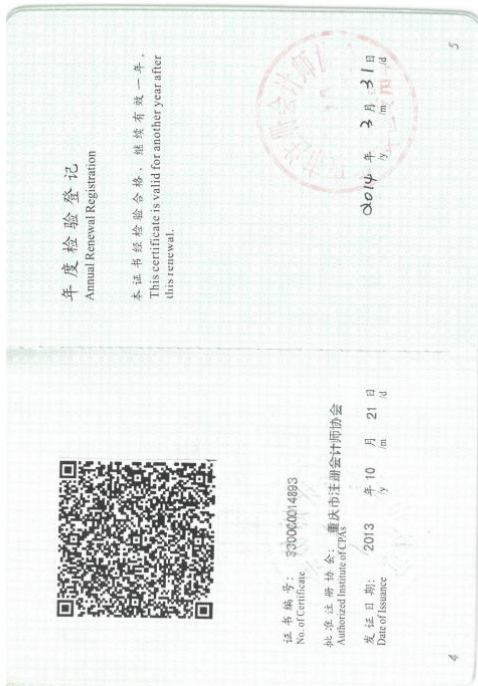 证书编号：
No. of Certificate
批准注册协会：重庆市注册会计师协会
Authorized Institute of CPAs
发证日期：2013 年 10 月 21 日
Date of Issuance /y /m /d
4
年度检验登记
Annual Renewal Registration
本证书经检验合格，继续有效一年．
This certificate is valid for another year after
this renewal.
2014 年 3 月 31 日
/y /m /d
5